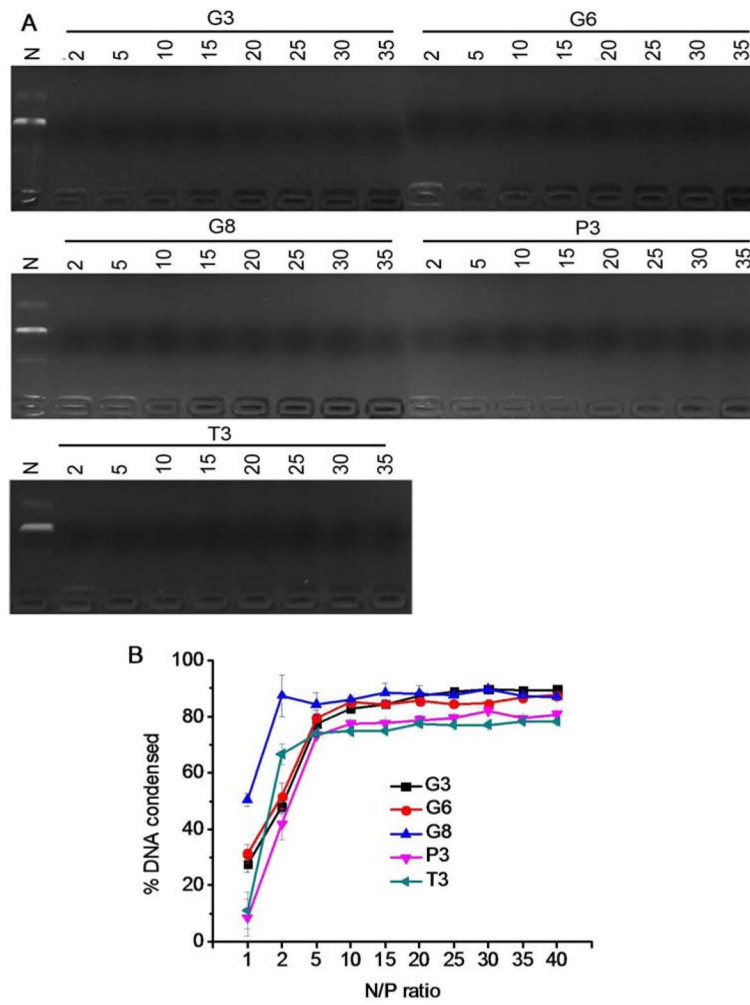 A G3 G6
N 2 5 10 15 20 25 30 35 2 5 10 15 20 25 30 35
G8 P3
N 2 5 10 15 20 25 30 35 2 5 10 15 20 25 30 35
T3
N 2 5 10 15 20 25 30 35
B
100
80
60
40
20
0
% DNA condensed
G3
G6
G8
P3
T3
1 2 5 10 15 20 25 30 35 40
N/P ratio